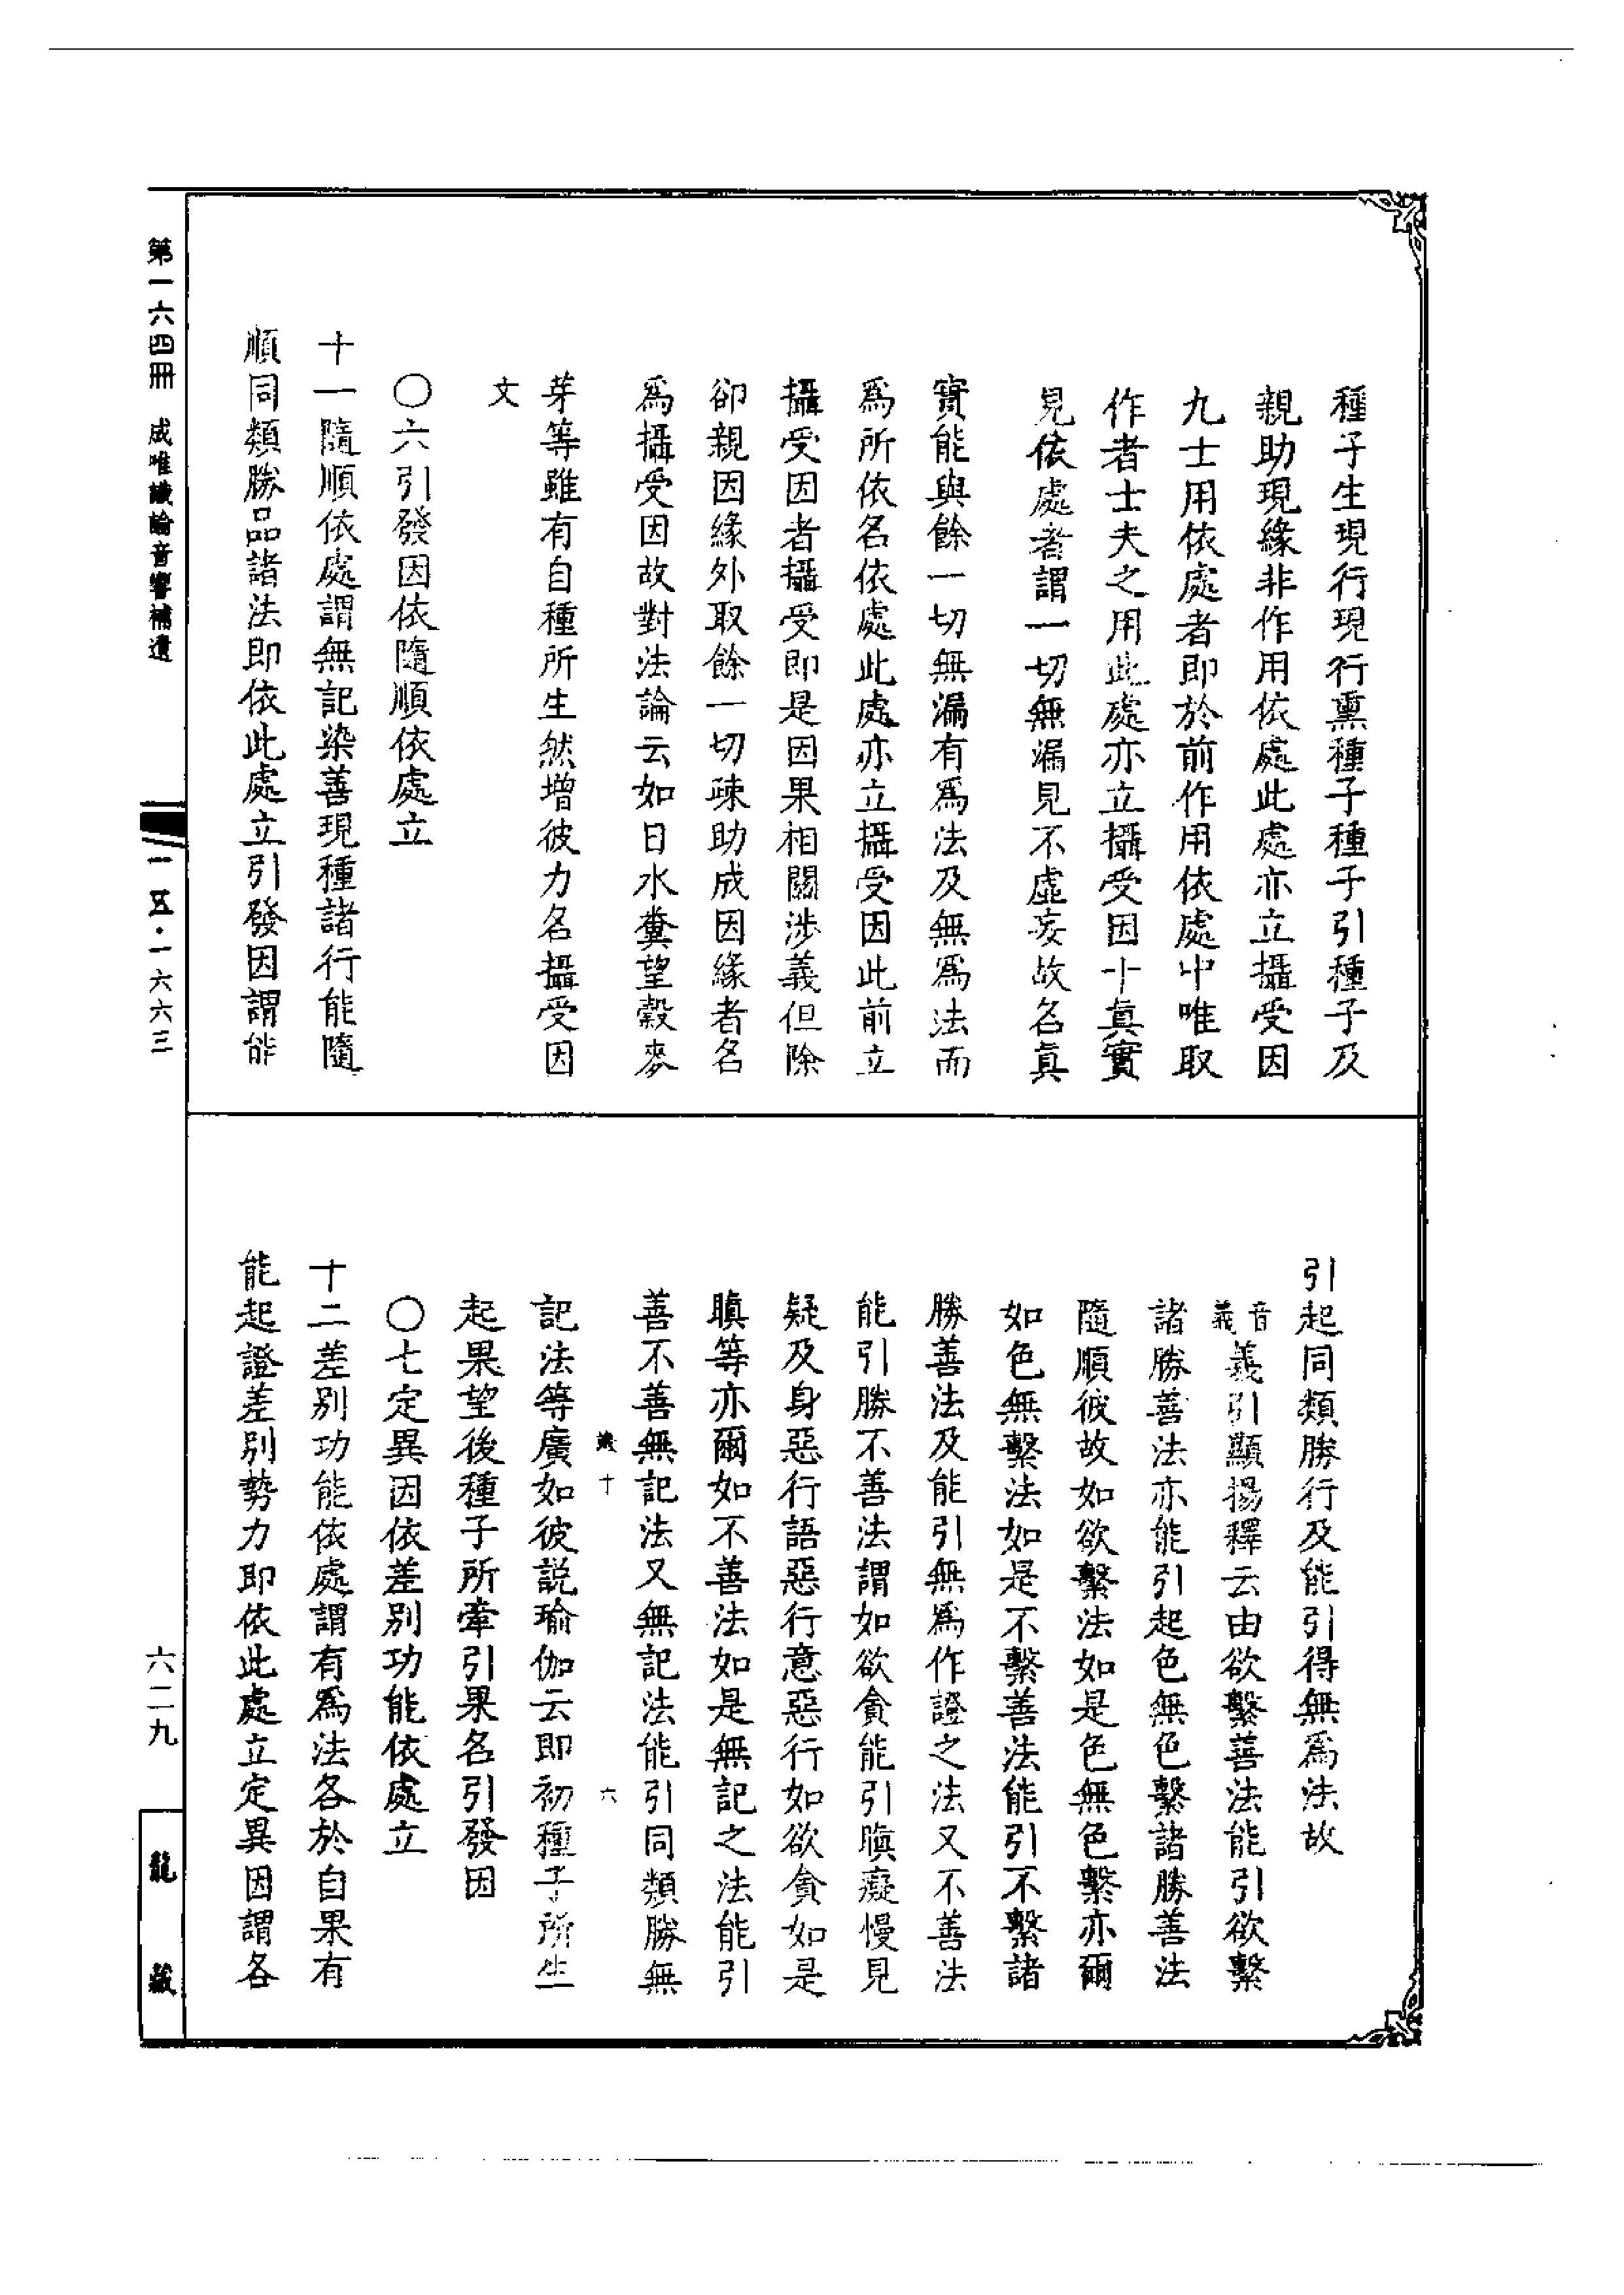 種子生現行現行熏種子種子引種子及
親助現緣非作用依處此處亦立攝受因
九士用依處者即於前作用依處中唯取
作者士夫之用此處亦立攝受因十真實
見依處者謂一切無漏見不虛妄故名真
實能與餘一切無漏有為法及無為法而
為所依名依處此處亦立攝受因此前立
攝受因者攝受即是因果相關涉義但除
卻親因緣外取餘一切疎助成因緣者名
為攝受因故對法論云如日水糞望穀麥
芽等雖有自種所生然增彼力名攝受因
文
○六引發因依隨順依處立
十一隨順依處謂無記染善現種諸行能隨
順同類勝品諸法即依此處立引發因謂能
引起同類勝行及能引得無為法故
音義
義引顯揚釋云由欲繫善法能引欲繫
諸勝善法亦能引起色無色繫諸勝善法
隨順彼故如欲繫法如是色無色繫亦爾
如色無繫法如是不繫善法能引不繫諸
勝善法及能引無為作證之法又不善法
能引勝不善法謂如欲貪能引瞋癡慢見
疑及身惡行語惡行意惡行如欲貪如是
瞋等亦爾如不善法如是無記之法能引
善不善無記法又無記法能引同類勝無
識十 六
記法等廣如彼説瑜伽云即初種子所生
起果望後種子所牽引果名引發因
○七定異因依差別功能依處立
十二差别功能依處謂有為法各於自果有
能起證差别勢力即依此處立定異因謂各
第一六四冊 成唯識論音響補遺
一五·一六六三
六二九
龍藏